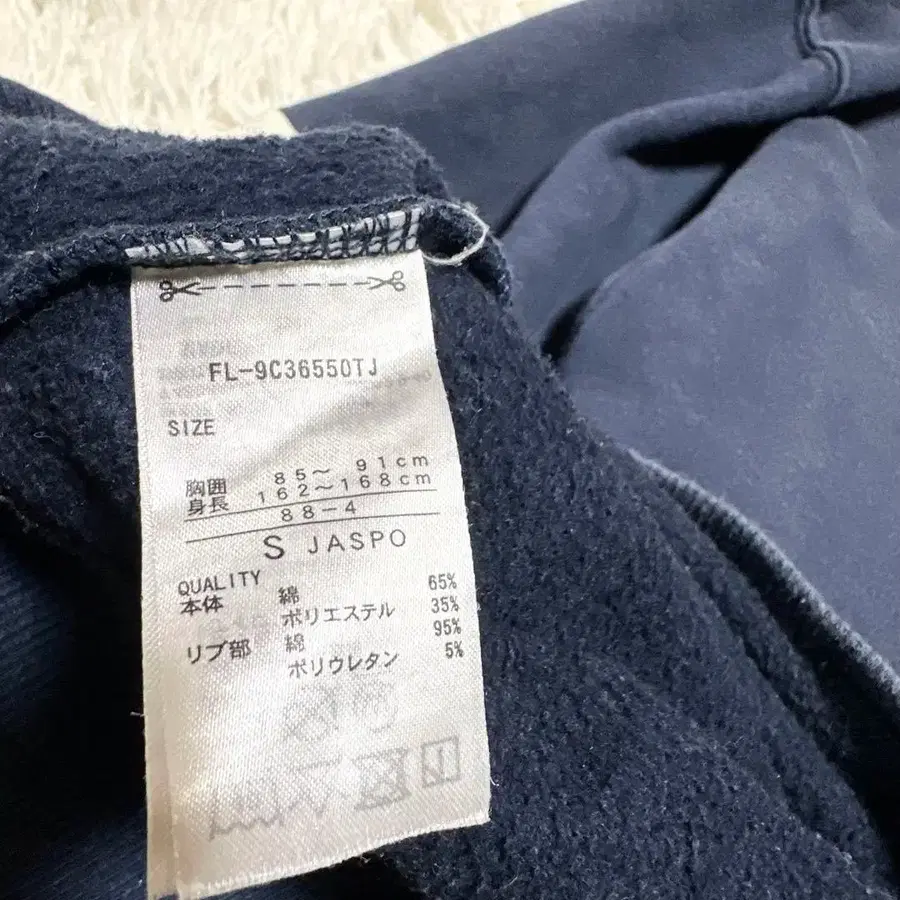 FL-9C36550TJ
SIZE
胸囲 85～ 91cm
身長 162～168cm
88-4
S JASPO
QUALITY
本体 綿 65%
ポリエステル 35%
リブ部 綿 95%
ポリウレタン 5%